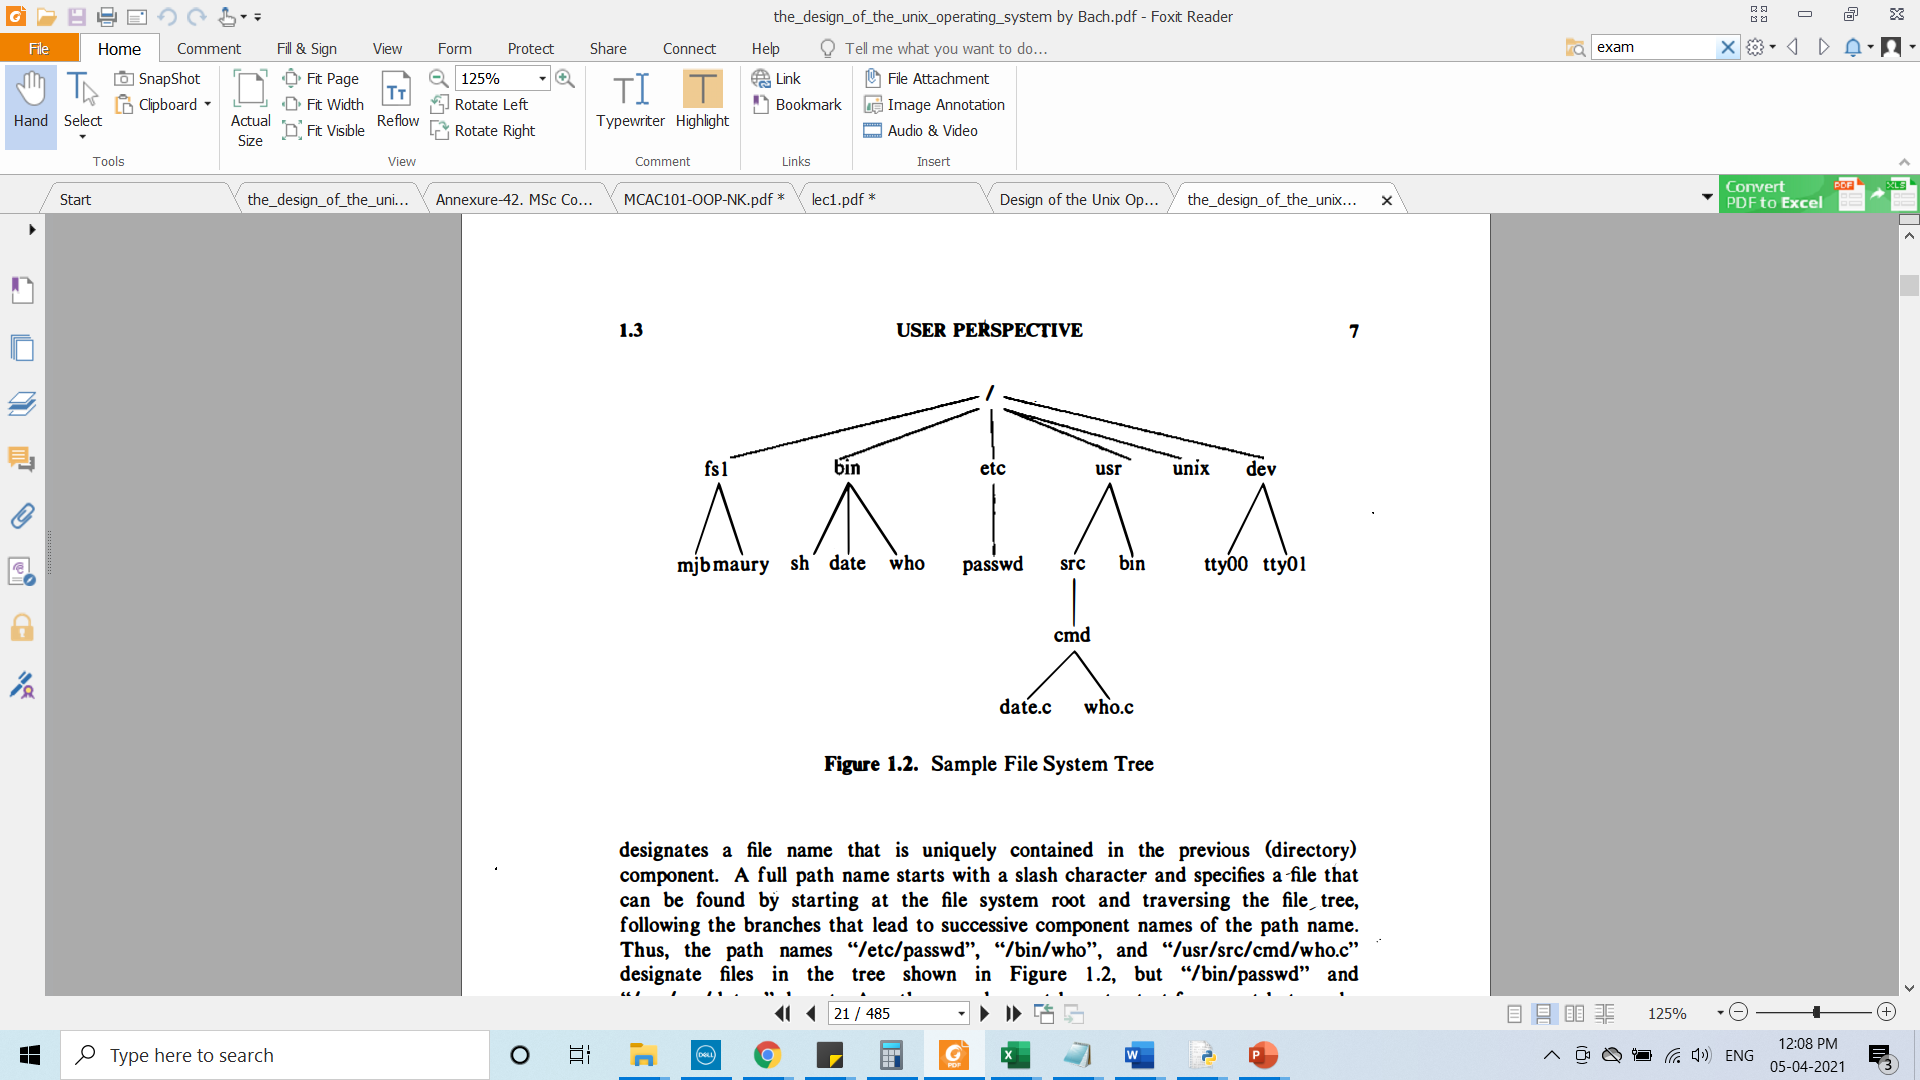 the_design_of_the_unix_operating_system by Bach.pdf - Foxit Reader
File Home Comment Fill & Sign View Form Protect Share Connect Help Tell me what you want to do... exam
Hand Select SnapShot Clipboard
Tools
Actual Size Fit Page Fit Width Fit Visible Reflow 125% Rotate Left Rotate Right
View
Typewriter Highlight
Comment
Link Bookmark
Links
File Attachment Image Annotation Audio & Video
Insert
Start the_design_of_the_uni... Annexure-42. MSc Co... MCAC101-OOP-NK.pdf * lec1.pdf * Design of the Unix Op... the_design_of_the_unix...
Convert
PDF to Excel
PDF XLS
1.3 USER PERSPECTIVE 7
/
fs1 bin etc usr unix dev
mjb maury sh date who passwd src bin tty00 tty01
cmd
date.c who.c
Figure 1.2. Sample File System Tree
designates a file name that is uniquely contained in the previous (directory)
component. A full path name starts with a slash character and specifies a file that
can be found by starting at the file system root and traversing the file tree,
following the branches that lead to successive component names of the path name.
Thus, the path names “/etc/passwd”, “/bin/who”, and “/usr/src/cmd/who.c”
designate files in the tree shown in Figure 1.2, but “/bin/passwd” and
21 / 485 125%
Type here to search
DELL
PDF
ENG
12:08 PM
05-04-2021
3